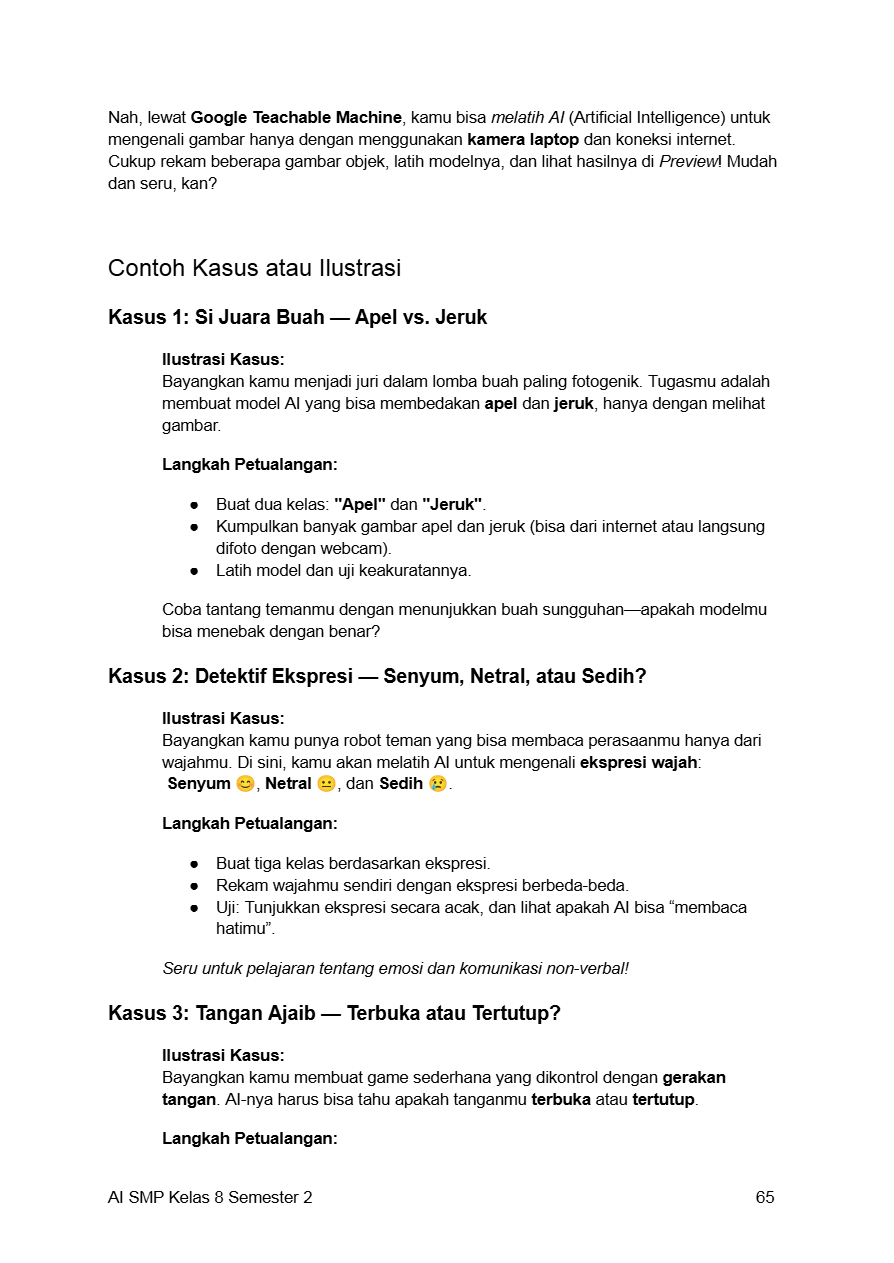 Nah, lewat Google Teachable Machine, kamu bisa melatih AI (Artificial Intelligence) untuk
mengenali gambar hanya dengan menggunakan kamera laptop dan koneksi internet.
Cukup rekam beberapa gambar objek, latih modelnya, dan lihat hasilnya di Preview! Mudah
dan seru, kan?
Contoh Kasus atau Ilustrasi
Kasus 1: Si Juara Buah — Apel vs. Jeruk
Ilustrasi Kasus:
Bayangkan kamu menjadi juri dalam lomba buah paling fotogenik. Tugasmu adalah
membuat model AI yang bisa membedakan apel dan jeruk, hanya dengan melihat
gambar.
Langkah Petualangan:
● Buat dua kelas: "Apel" dan "Jeruk".
● Kumpulkan banyak gambar apel dan jeruk (bisa dari internet atau langsung
difoto dengan webcam).
● Latih model dan uji keakuratannya.
Coba tantang temanmu dengan menunjukkan buah sungguhan—apakah modelmu
bisa menebak dengan benar?
Kasus 2: Detektif Ekspresi — Senyum, Netral, atau Sedih?
Ilustrasi Kasus:
Bayangkan kamu punya robot teman yang bisa membaca perasaanmu hanya dari
wajahmu. Di sini, kamu akan melatih AI untuk mengenali ekspresi wajah:
Senyum 😊, Netral 😐, dan Sedih 😢.
Langkah Petualangan:
● Buat tiga kelas berdasarkan ekspresi.
● Rekam wajahmu sendiri dengan ekspresi berbeda-beda.
● Uji: Tunjukkan ekspresi secara acak, dan lihat apakah AI bisa “membaca
hatimu”.
Seru untuk pelajaran tentang emosi dan komunikasi non-verbal!
Kasus 3: Tangan Ajaib — Terbuka atau Tertutup?
Ilustrasi Kasus:
Bayangkan kamu membuat game sederhana yang dikontrol dengan gerakan
tangan. AI-nya harus bisa tahu apakah tanganmu terbuka atau tertutup.
Langkah Petualangan:
AI SMP Kelas 8 Semester 2 65